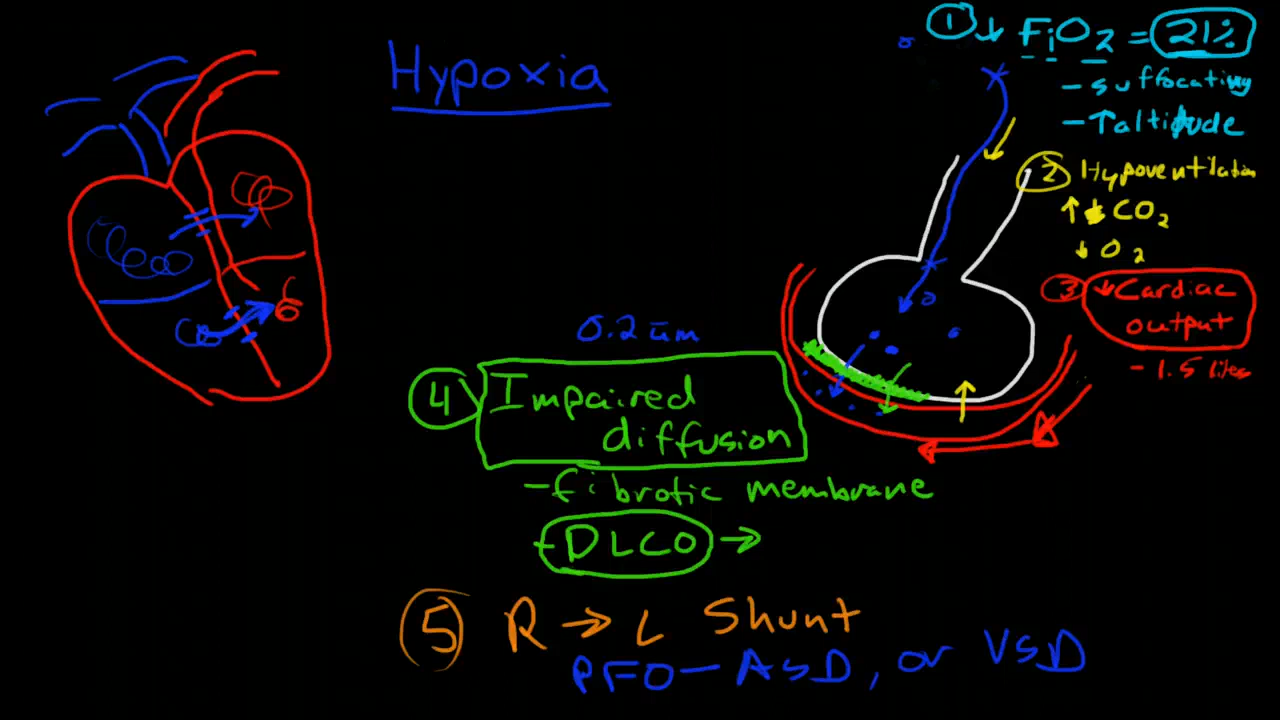 Hypoxia
① ↓ FiO2 = 21%
- suffocating
- ↑ altitude
② Hypoventilation
↑ CO2
↓ O2
③ ↓ Cardiac
output
- 1.5 lites
0.2 um
④ Impaired
diffusion
- fibrotic membrane
- DLCO →
⑤ R → L Shunt
PFO - ASD, or VSD